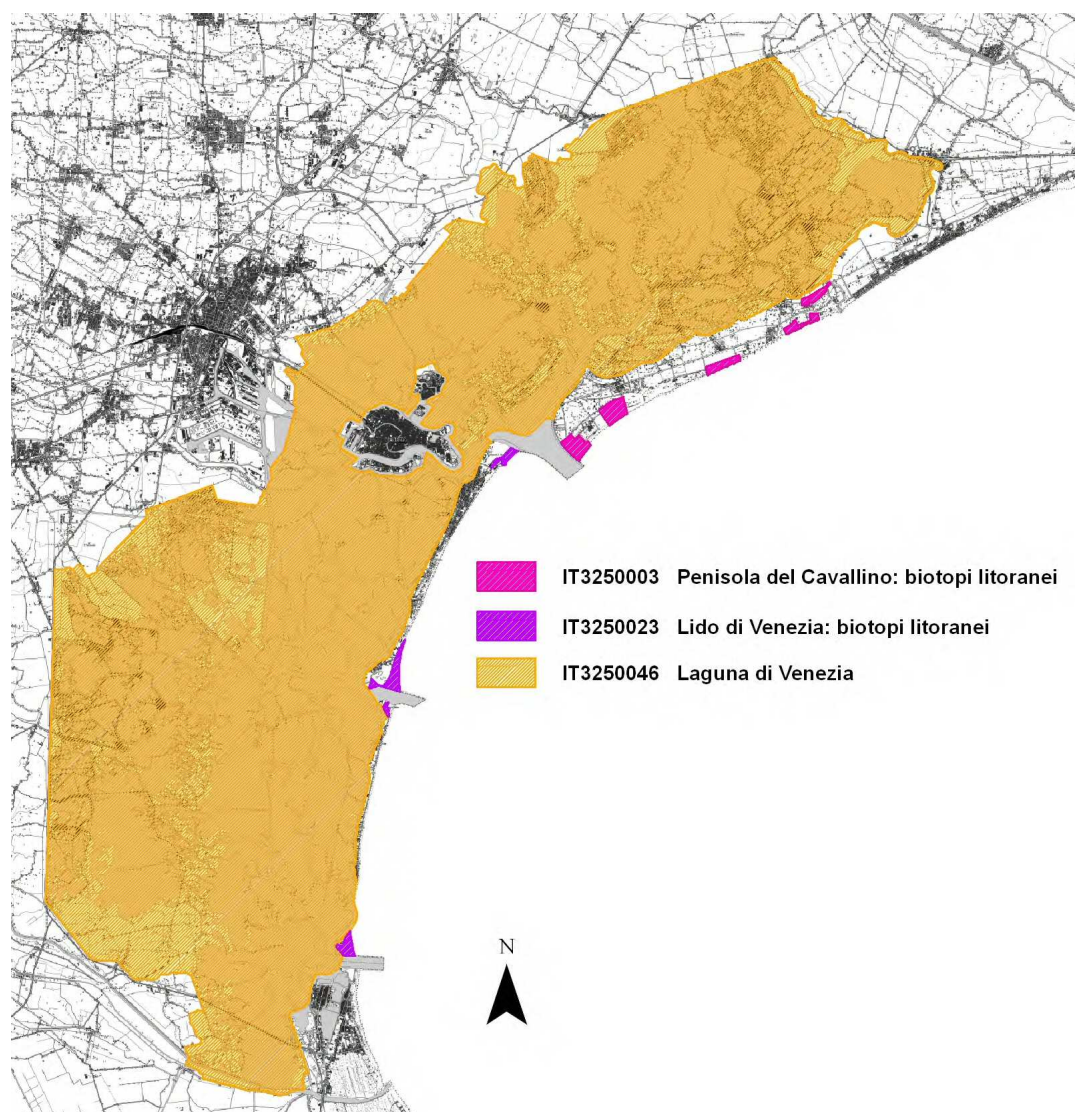 IT3250003 Penisola del Cavallino: biotopi litoranei
IT3250023 Lido di Venezia: biotopi litoranei
IT3250046 Laguna di Venezia
N